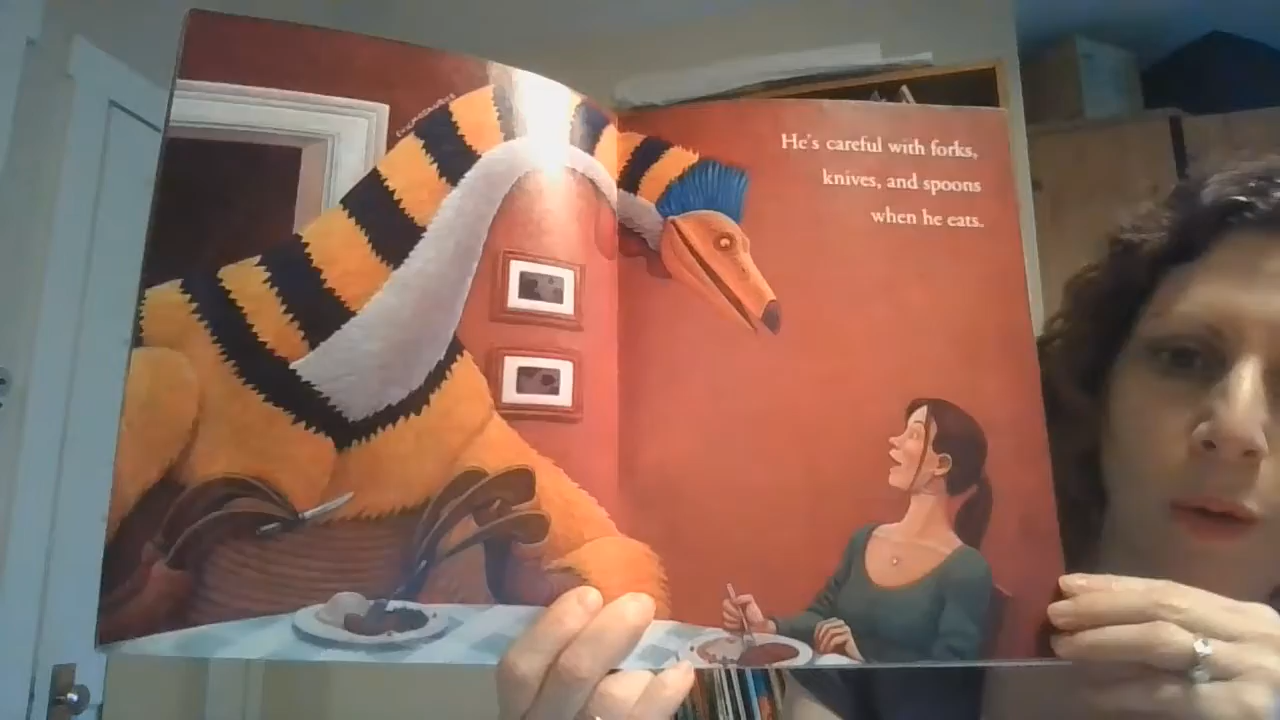 He's careful with forks,
knives, and spoons
when he eats.